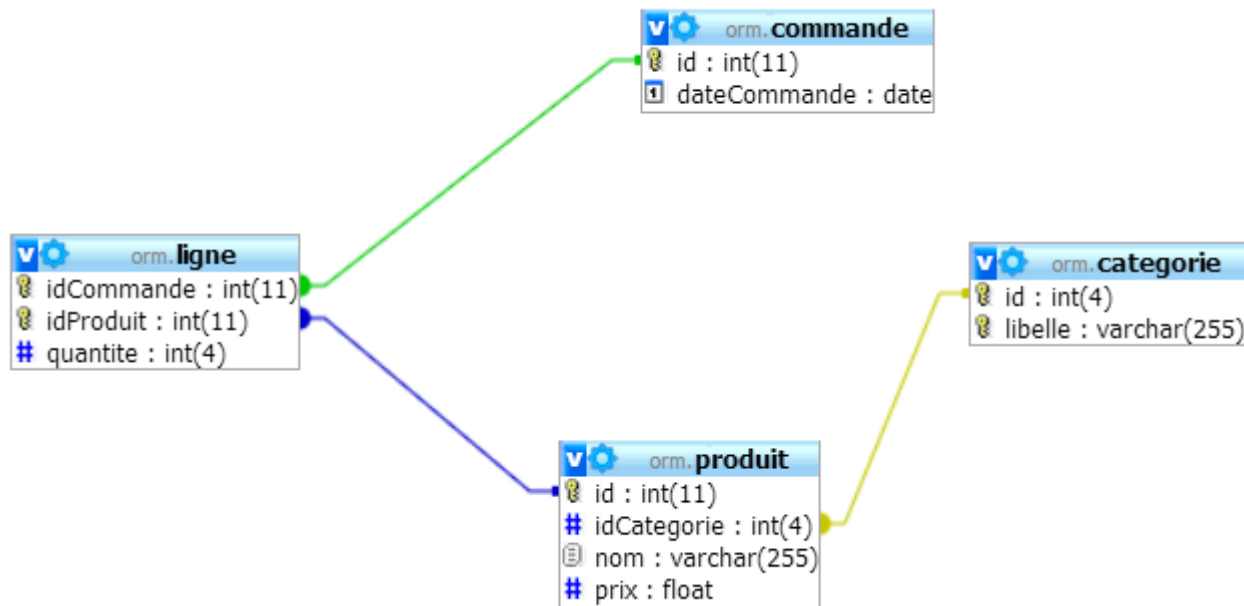 orm.commande
id : int(11)
dateCommande : date
orm.ligne
idCommande : int(11)
idProduit : int(11)
# quantite : int(4)
orm.categorie
id : int(4)
libelle : varchar(255)
orm.produit
id : int(11)
# idCategorie : int(4)
nom : varchar(255)
# prix : float